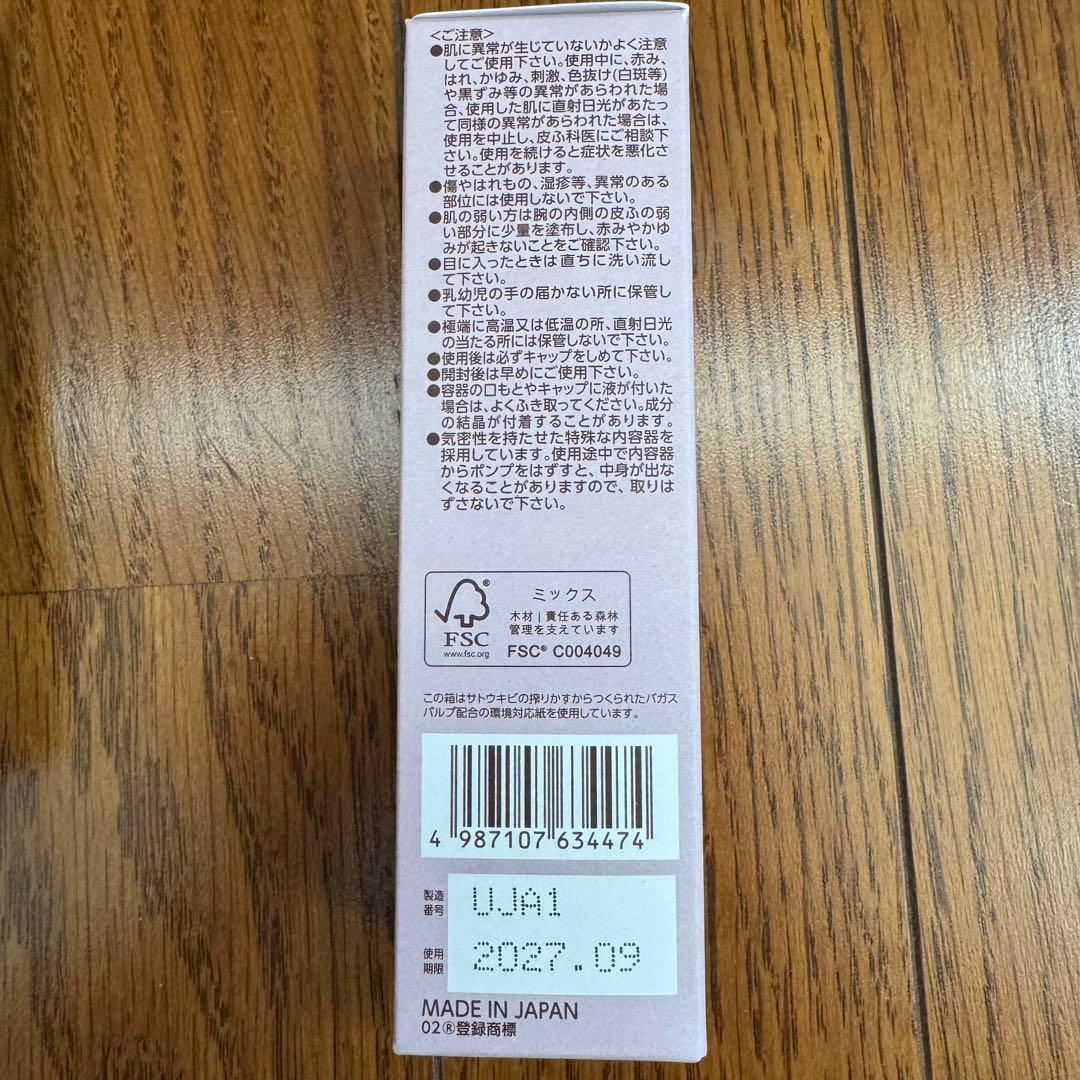 <ご注意>
●肌に異常が生じていないかよく注意
してご使用下さい。使用中に、赤み、
はれ、かゆみ、刺激、色抜け(白斑等)
や黒ずみ等の異常があらわれた場
合、使用した肌に直射日光があたっ
て同様の異常があらわれた場合は、
使用を中止し、皮ふ科医にご相談下
さい。使用を続けると症状を悪化さ
せることがあります。
●傷やはれもの、湿疹等、異常のある
部位には使用しないで下さい。
●肌の弱い方は腕の内側の皮ふの弱
い部分に少量を塗布し、赤みやかゆ
みが起きないことをご確認下さい。
●目に入ったときは直ちに洗い流し
て下さい。
●乳幼児の手の届かない所に保管し
て下さい。
●極端に高温又は低温の所、直射日光
の当たる所には保管しないで下さい。
●使用後は必ずキャップをしめて下さい。
●開封後は早めにご使用下さい。
●容器の口もとやキャップに液が付いた
場合は、よくふき取ってください。成分
の結晶が付着することがあります。
●気密性を持たせた特殊な内容器を
採用しています。使用途中で内容器
からポンプをはずすと、中身が出な
くなることがありますので、取りは
ずさないで下さい。
®
FSC
www.fsc.org
ミックス
木材|責任ある森林
管理を支えています
FSC® C004049
この箱はサトウキビの搾りかすからつくられたバガス
パルプ配合の環境対応紙を使用しています。
4 987107 634474
製造
番号
UJA1
使用
期限
2027.09
MADE IN JAPAN
02®登録商標